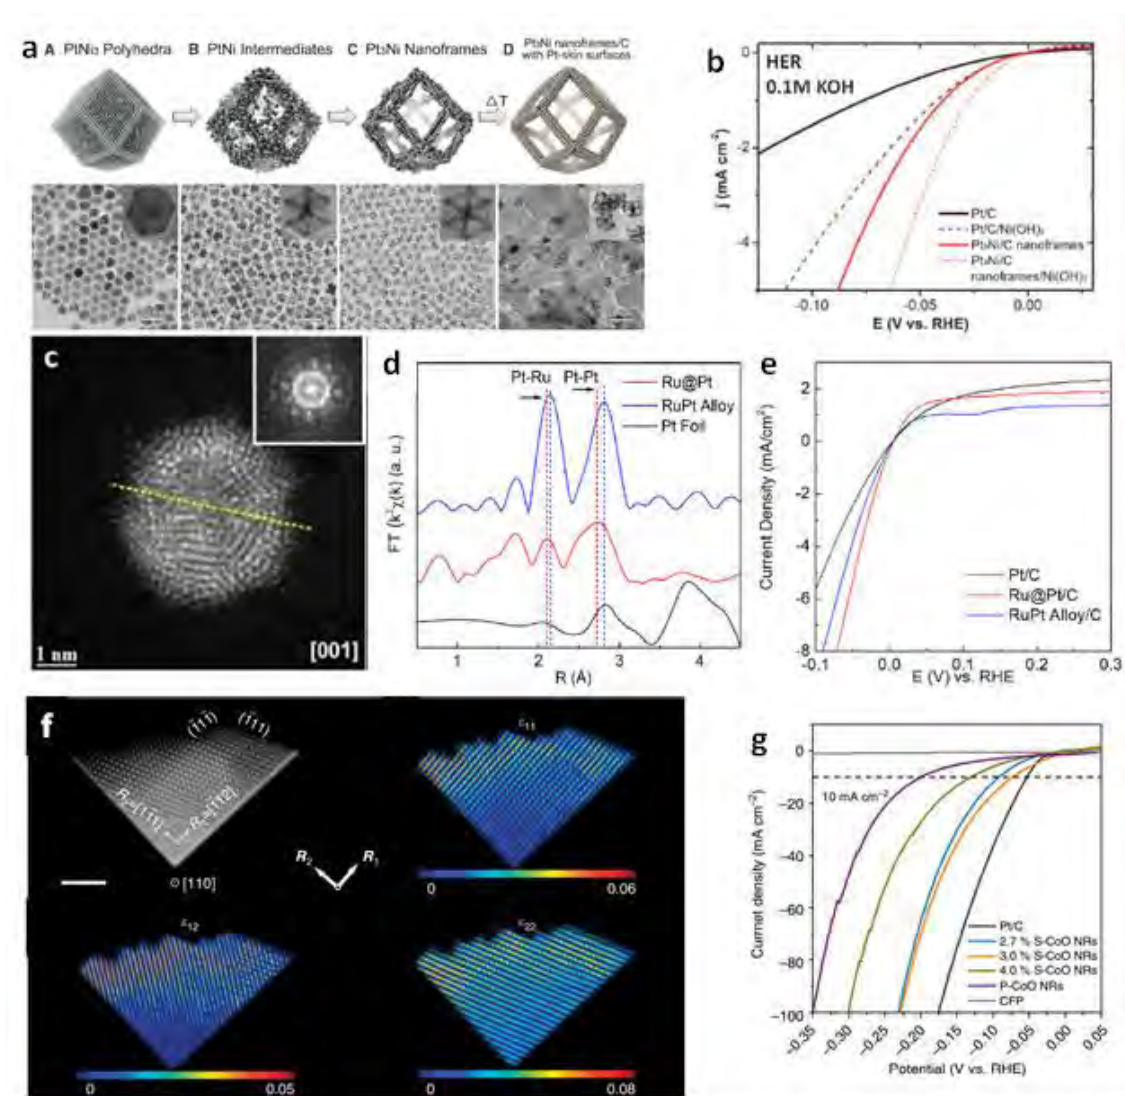 a A PtNi₃ Polyhedra B PtNi Intermediates C Pt₃Ni Nanoframes D Pt₃Ni nanoframes/C
with Pt-skin surfaces
ΔT
b
HER
0.1M KOH
0
-2
-4
j (mA cm⁻²)
Pt/C
Pt/C/Ni(OH)₂
Pt₃Ni/C nanoframes
Pt₃Ni/C
nanoframes/Ni(OH)₂
-0.10 -0.05 0.00
E (V vs. RHE)
c
[001]
1 nm
d
Pt-Ru Pt-Pt
Ru@Pt
RuPt Alloy
Pt Foil
FT (k²χ(k) (a. u.)
1 2 3 4
R (Å)
e
2
0
2
-4
-6
-8
Current Density (mA/cm²)
Pt/C
Ru@Pt/C
RuPt Alloy/C
-0.1 0.0 0.1 0.2 0.3
E (V) vs. RHE
f
R₂ R₁
⊙ [110]
ε₁₁
0 0.06
ε₁₂
0 0.05
ε₂₂
0 0.08
g
0
-20
-40
-60
-80
-100
Currnet density (mA cm⁻²)
10 mA cm⁻²
Pt/C
2.7 % S-CoO NRs
3.0 % S-CoO NRs
4.0 % S-CoO NRs
P-CoO NRs
CFP
-0.35 -0.30 -0.25 -0.20 -0.15 -0.10 -0.05 0.00 0.05
Potential (V vs. RHE)